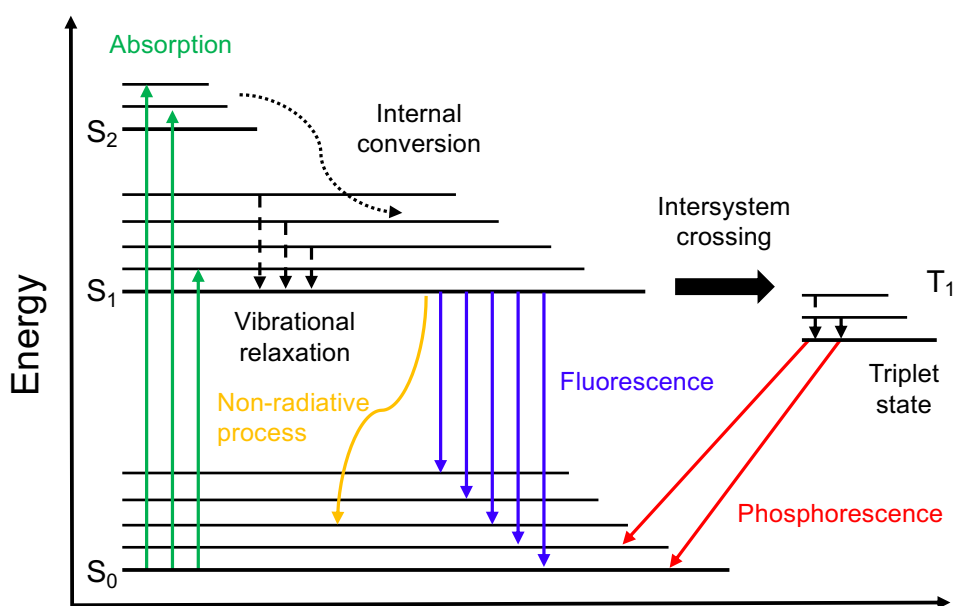 Absorption
S2
Internal
conversion
Intersystem
crossing
S1
T1
Energy
Vibrational
relaxation
Fluorescence
Triplet
state
Non-radiative
process
Phosphorescence
S0